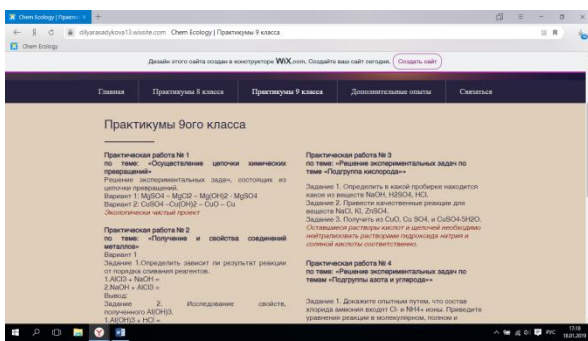 Chem Ecology | Практик
dilyarasadykova13.wixsite.com Chem Ecology | Практикумы 9 класса
Chem Ecology
Дизайн этого сайта создан в конструкторе WiX.com. Создайте ваш сайт сегодня. Создать сайт
Главная Практикумы 8 класса Практикумы 9 класса Дополнительные опыты Связаться
Практикумы 9ого класса
Практическая работа № 1
по теме: «Осуществление цепочки химических
превращений»
Решение экспериментальных задач, состоящих из
цепочки превращений.
Вариант 1: MgSO4 – MgCl2 – Mg(OH)2 - MgSO4
Вариант 2: CuSO4 –Cu(OH)2 – CuO – Cu
Экологически чистый проект
Практическая работа № 2
по теме: «Получение и свойства соединений
металлов»
Вариант 1
Задание 1.Определить зависит ли результат реакции
от порядка сливания реагентов.
1.AlCl3 + NaOH =
2.NaOH + AlCl3 =
Вывод:
Задание 2. Исследование свойств,
полученного Al(OH)3.
1.Al(OH)3 + HCl =
Практическая работа № 3
по теме: «Решение экспериментальных задач по
теме «Подгруппа кислорода»»
Задание 1. Определить в какой пробирке находится
какое из веществ NaOH, H2SO4, HCl.
Задание 2. Привести качественные реакции для
веществ NaCl, KI, ZnSO4.
Задание 3. Получить из CuO, Cu SO4, и CuSO4·5H2O.
Оставшиеся растворы кислот и щелочей необходимо
нейтрализовать растворами гидроксида натрия и
соляной кислоты соответственно.
Практическая работа № 4
по теме: «Решение экспериментальных задач по
темам «Подгруппы азота и углерода»»
Задание 1. Докажите опытным путем, что состав
хлорида аммония входят Cl- и NH4+ ионы. Приведите
уравнения реакции в молекулярном, полном и
РУС
17:18
18.01.2019